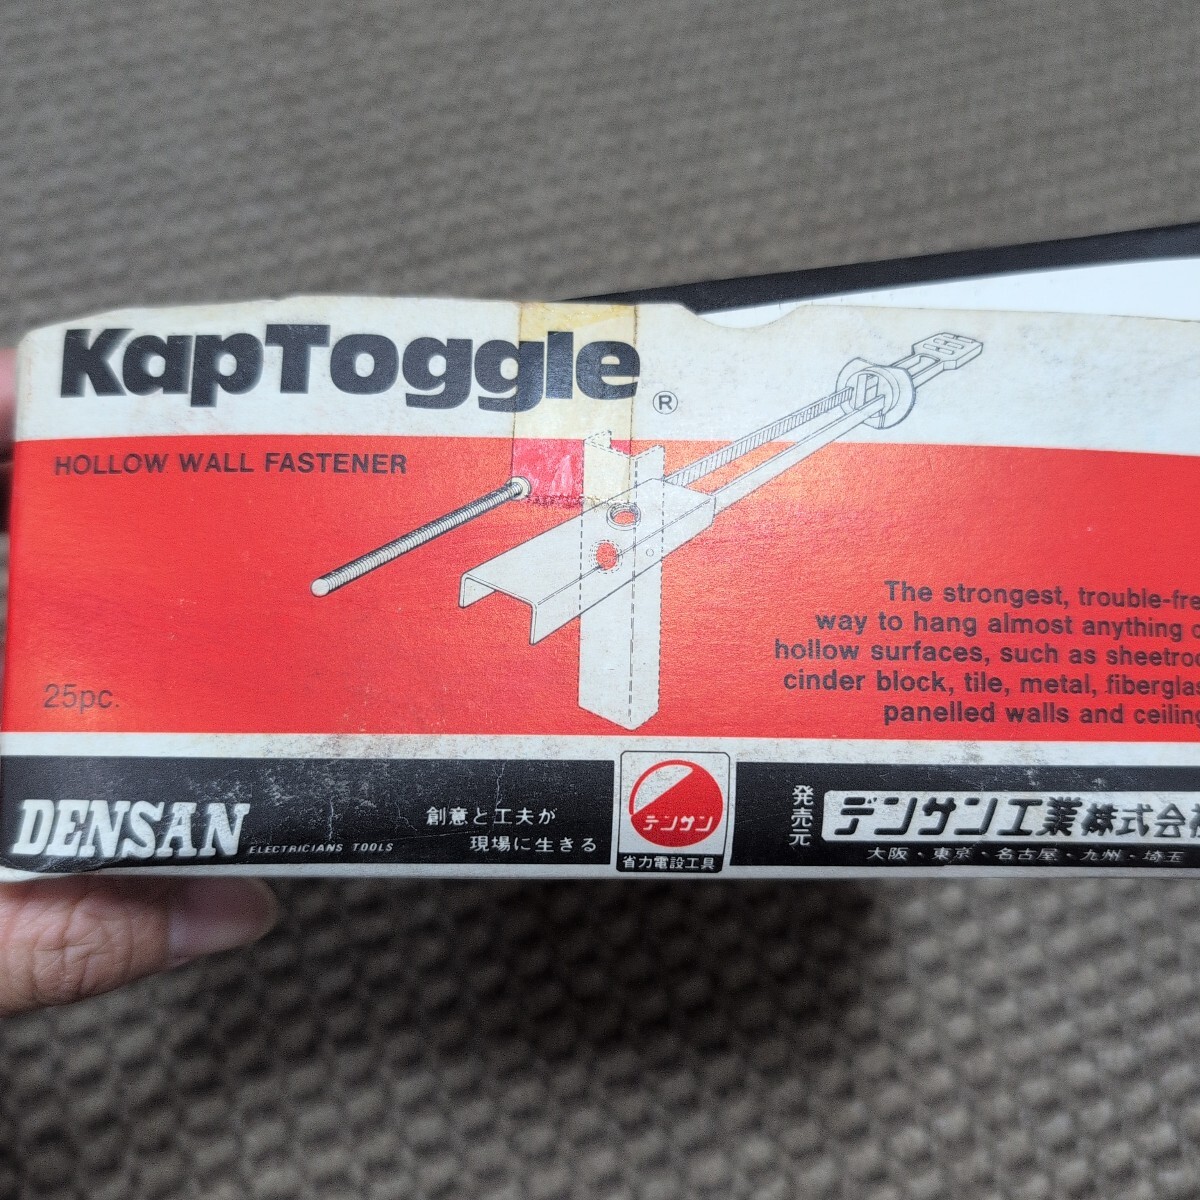 KapToggle®
HOLLOW WALL FASTENER
The strongest, trouble-fre
way to hang almost anything o
hollow surfaces, such as sheetroc
cinder block, tile, metal, fiberglas
panelled walls and ceiling
25pc.
DENSAN
ELECTRICIANS TOOLS
創意と工夫が
現場に生きる
デンサン
省力電設工具
発売元
デンサン工業株式会社
大阪・東京・名古屋・九州・埼玉